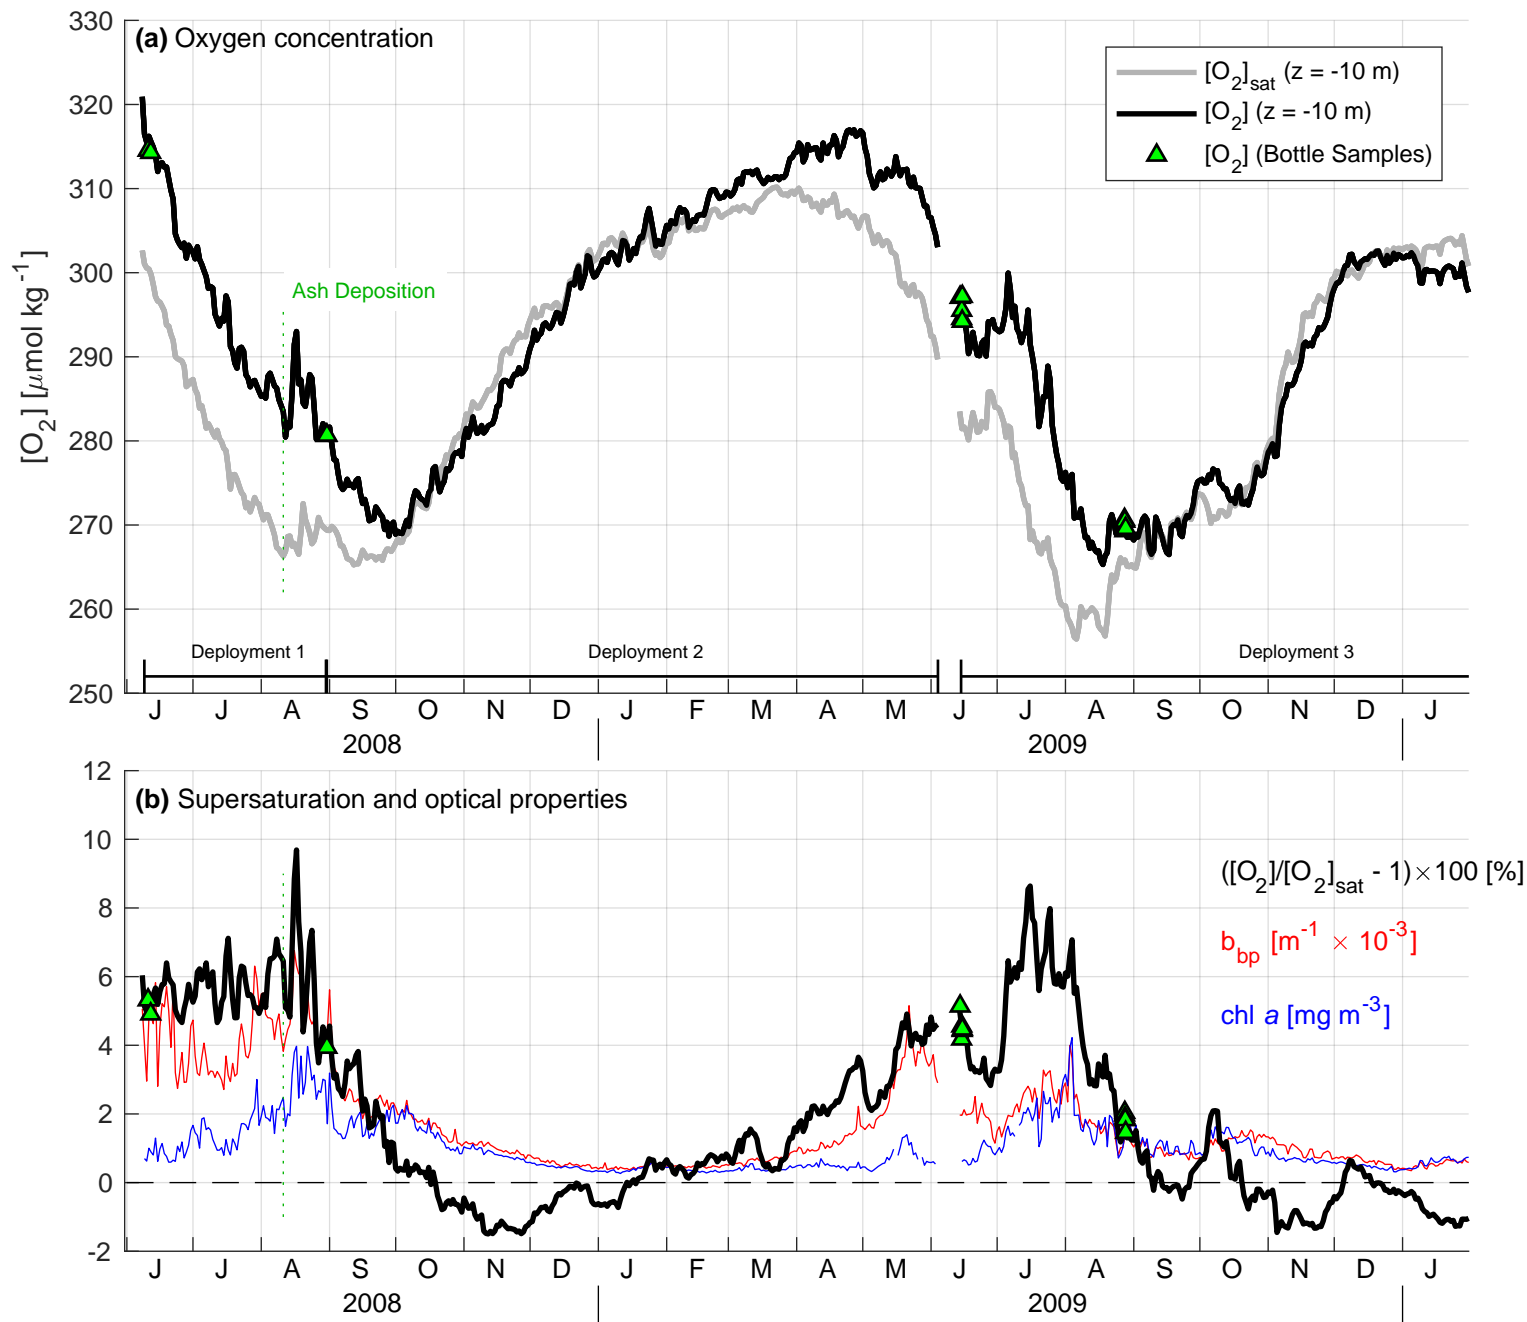 (a) Oxygen concentration
[O₂]sat (z = -10 m)
[O₂] (z = -10 m)
[O₂] (Bottle Samples)
[O₂] [μmol kg⁻¹]
330
320
310
300
290
280
270
260
250
Ash Deposition
Deployment 1
Deployment 2
Deployment 3
J J A S O N D J F M A M J J A S O N D J
2008
2009
(b) Supersaturation and optical properties
([O₂]/[O₂]sat - 1)×100 [%]
bbp [m⁻¹ × 10⁻³]
chl a [mg m⁻³]
12
10
8
6
4
2
0
-2
J J A S O N D J F M A M J J A S O N D J
2008
2009